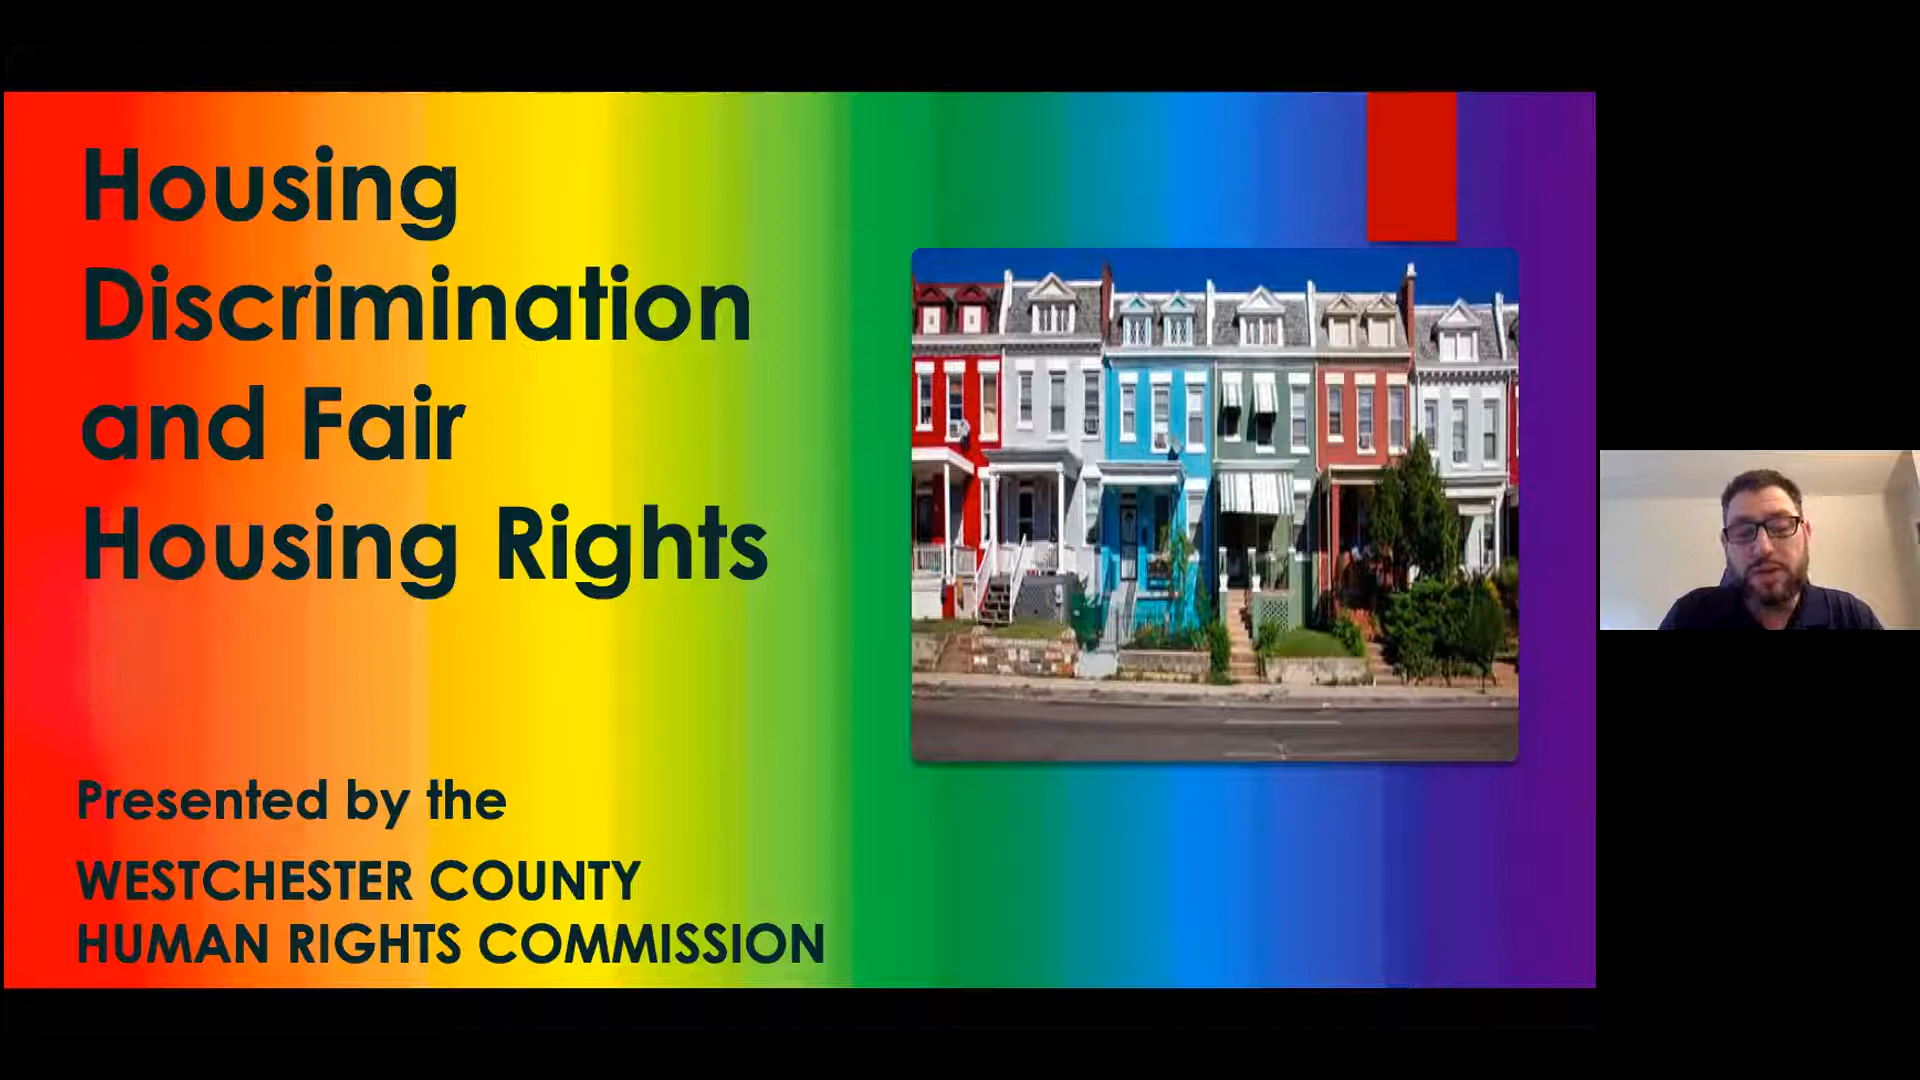 Housing
Discrimination
and Fair
Housing Rights
Presented by the
WESTCHESTER COUNTY
HUMAN RIGHTS COMMISSION